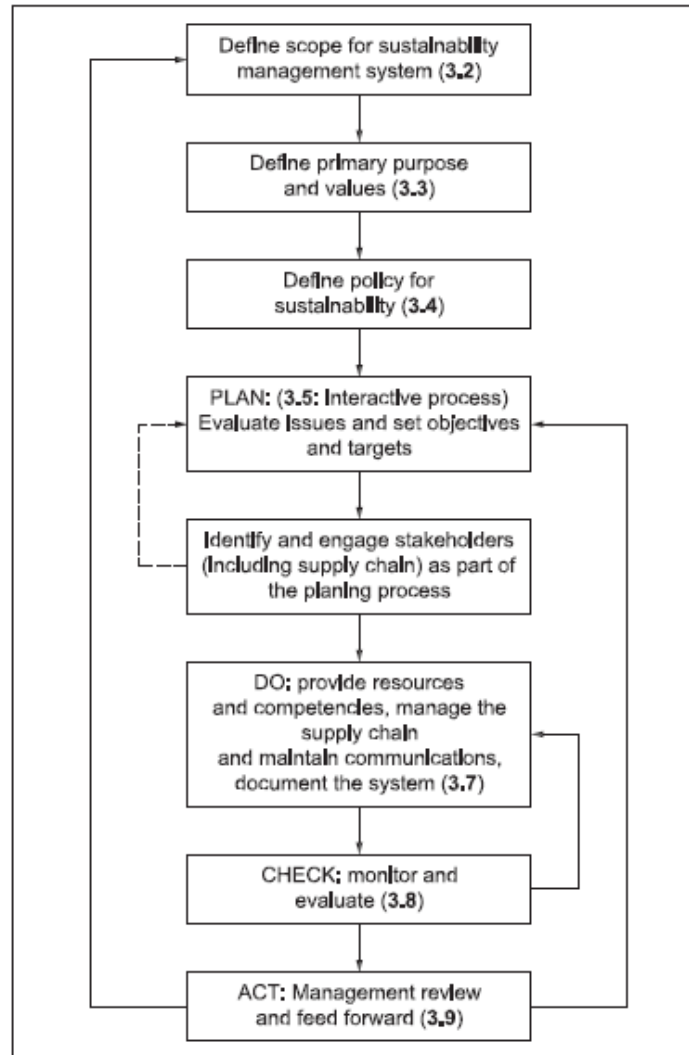 Define scope for sustainability
management system (3.2)
Define primary purpose
and values (3.3)
Define policy for
sustainability (3.4)
PLAN: (3.5: Interactive process)
Evaluate issues and set objectives
and targets
Identify and engage stakeholders
(including supply chain) as part of
the planing process
DO: provide resources
and competencies, manage the
supply chain
and maintain communications,
document the system (3.7)
CHECK: monitor and
evaluate (3.8)
ACT: Management review
and feed forward (3.9)